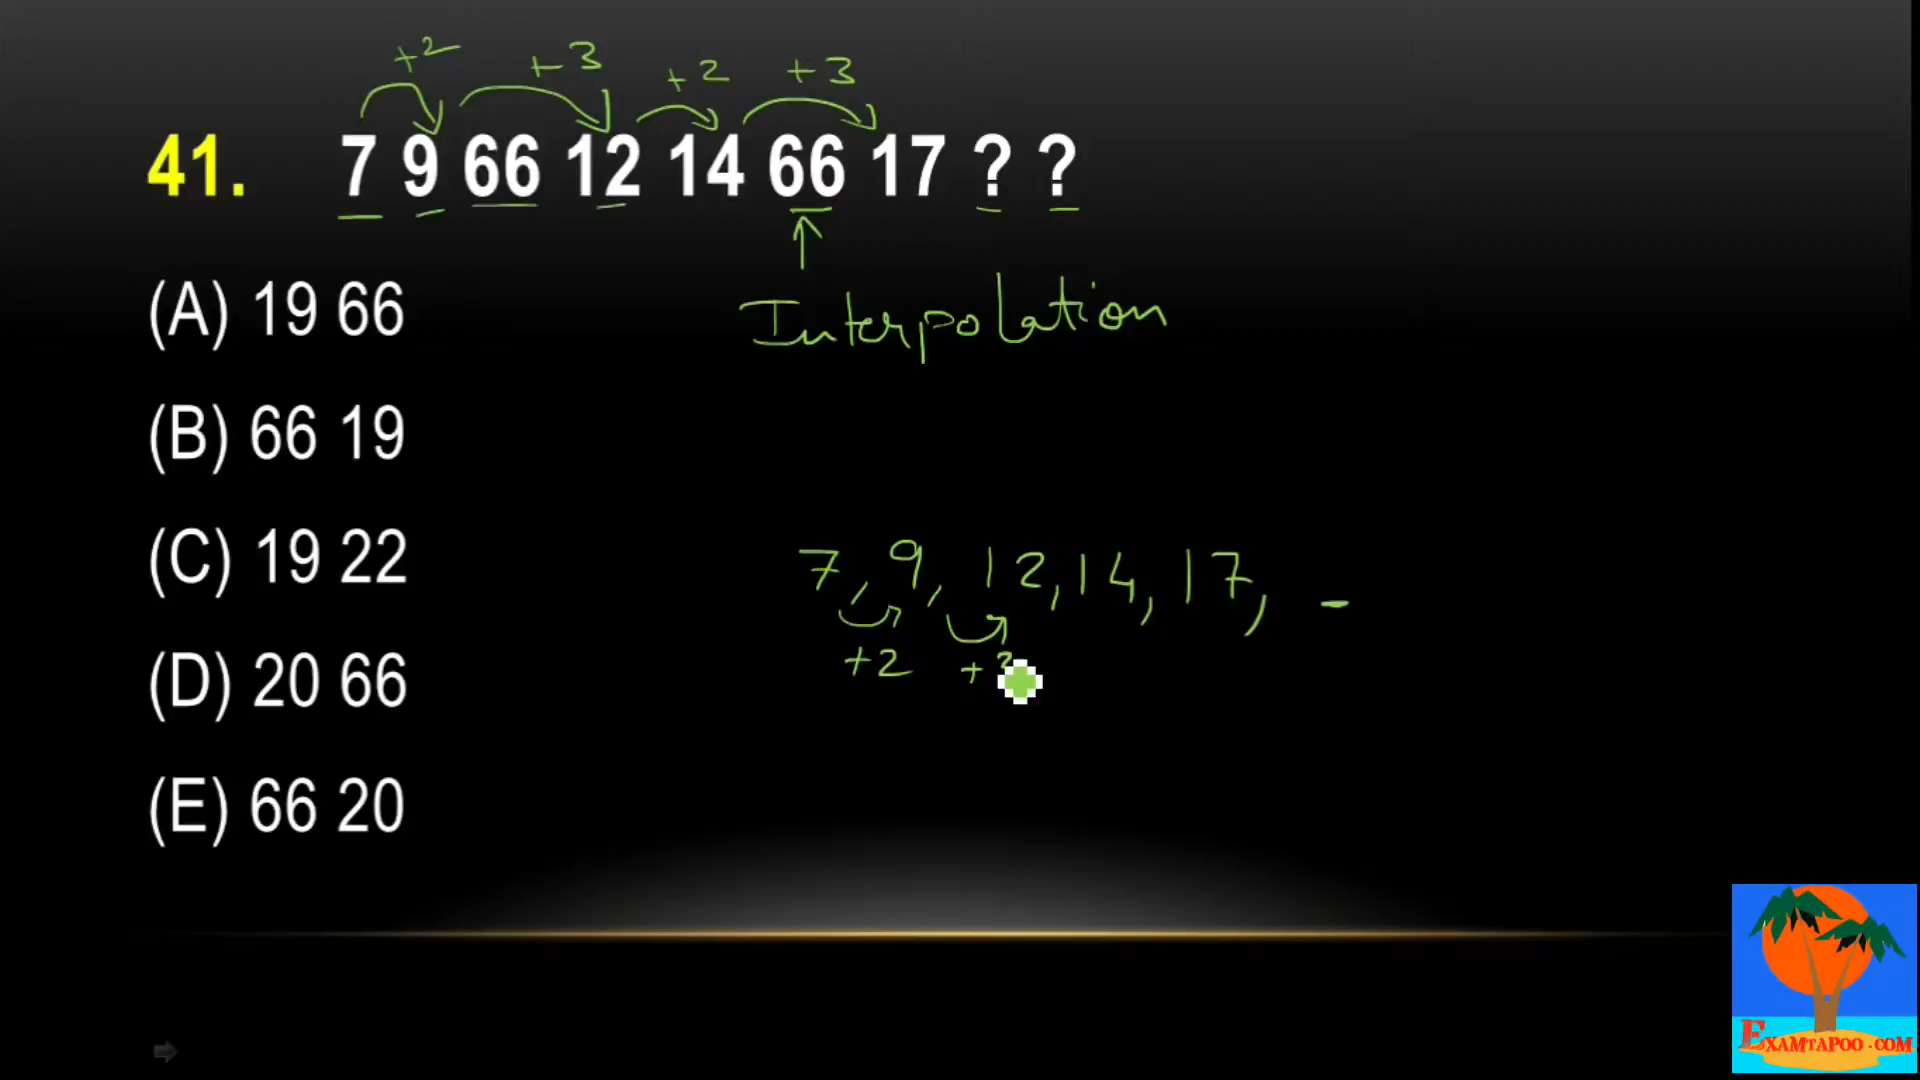 +2 +3 +2 +3
41. 7 9 66 12 14 66 17 ? ?
(A) 19 66
Interpolation
(B) 66 19
(C) 19 22
7, 9, 12, 14, 17, -
+2 +
(D) 20 66
(E) 66 20
EXAMTAPOO.COM